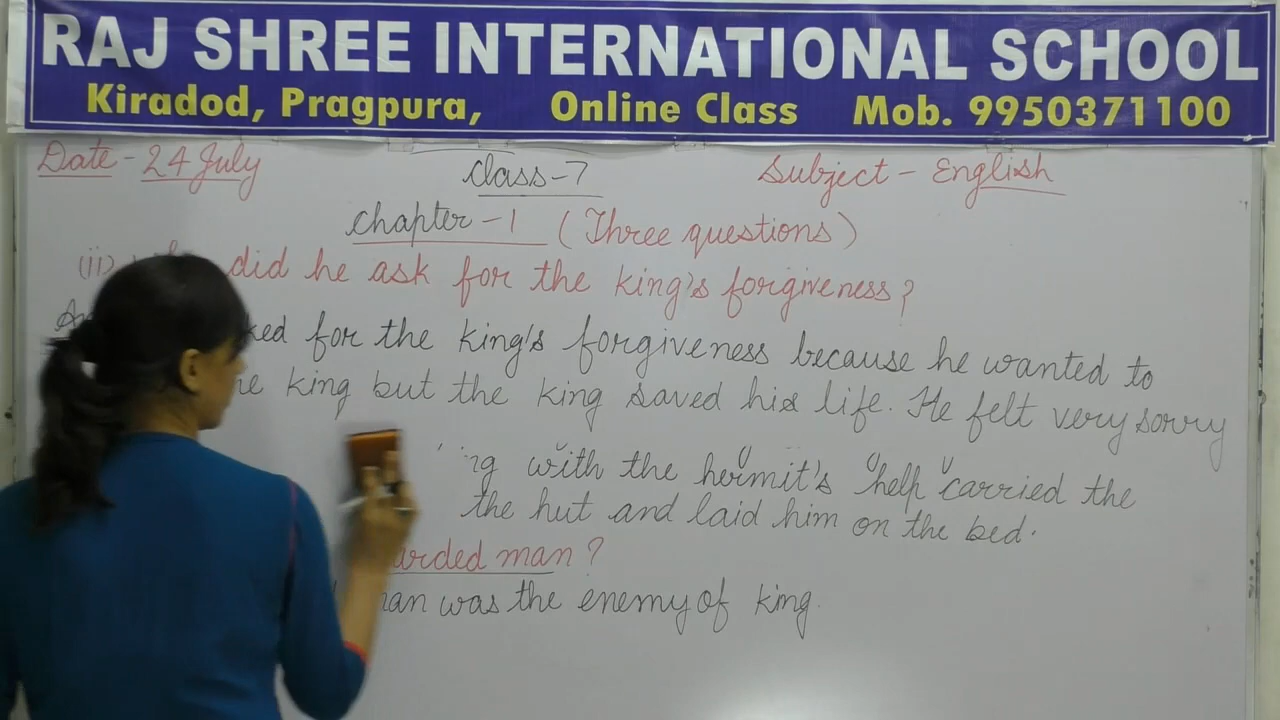 RAJ SHREE INTERNATIONAL SCHOOL
Kiradod, Pragpura, Online Class Mob. 9950371100
Date - 24 July Class-7 Subject - English
Chapter - 1 (Three questions)
(ii) did he ask for the king's forgiveness?
for the king's forgiveness because he wanted to
king but the king saved his life. He felt very sorry
with the hermit's help carried the
the hut and laid him on the bed.
man?
was the enemy of king.